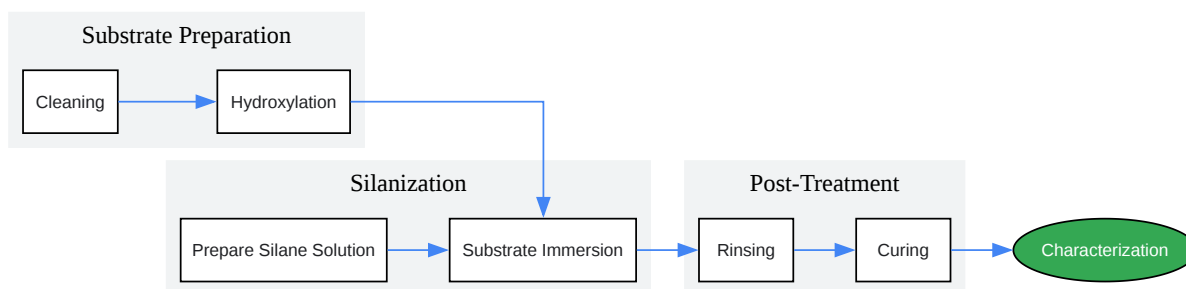 Substrate Preparation
Cleaning
Hydroxylation
Silanization
Post-Treatment
Prepare Silane Solution
Substrate Immersion
Rinsing
Curing
Characterization